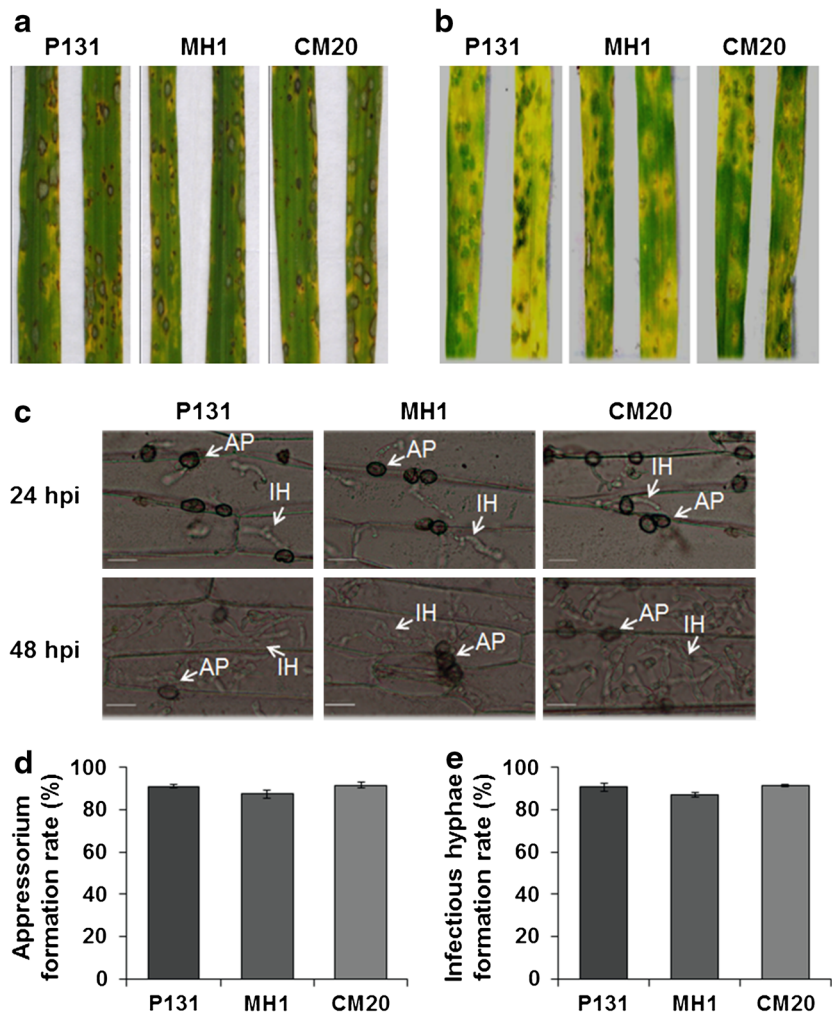 a
P131 MH1 CM20
b
P131 MH1 CM20
c
P131 MH1 CM20
24 hpi
AP IH
AP IH
IH AP
48 hpi
IH AP
IH AP
AP IH
d
Appressorium
formation rate (%)
100
80
60
40
20
0
P131 MH1 CM20
e
Infectious hyphae
formation rate (%)
100
80
60
40
20
0
P131 MH1 CM20